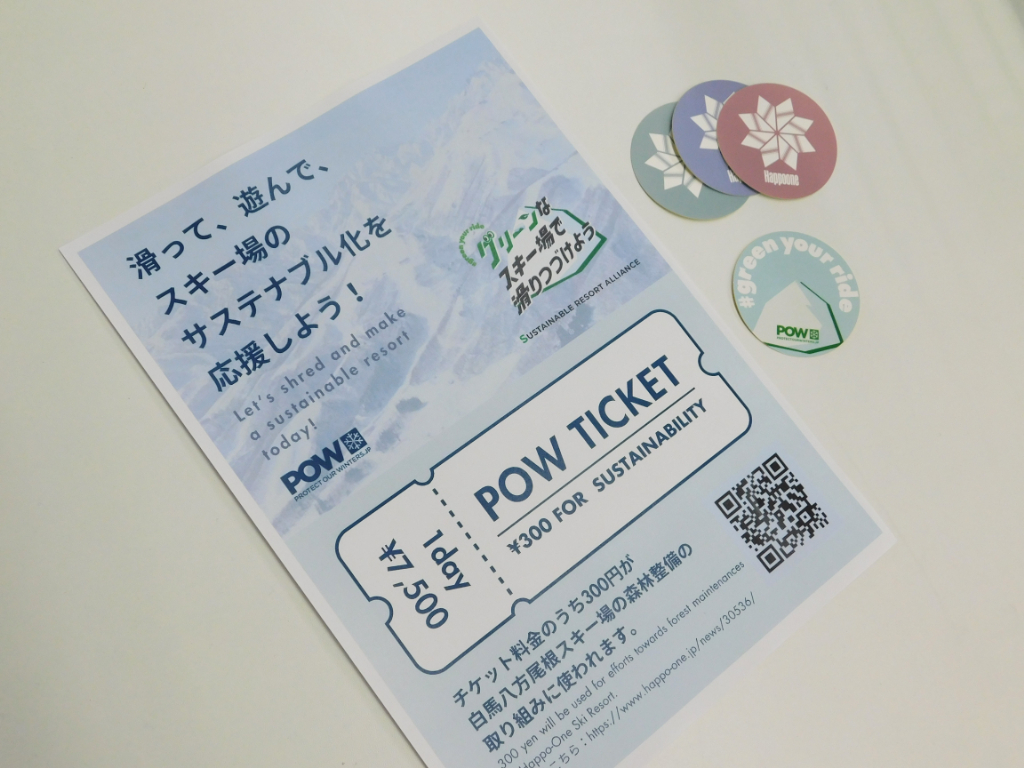 滑って、遊んで、
スキー場の
サステナブル化を
応援しよう！
Let's shred and make
a sustainable resort
today!
POW
PROTECT OUR WINTERS.JP
グリーンな
スキー場で
滑りつづけよう
SUSTAINABLE RESORT ALLIANCE
¥7,500
1day
POW TICKET
¥300 FOR SUSTAINABILITY
チケット料金のうち300円が
白馬八方尾根スキー場の森林整備の
取り組みに使われます。
300 yen will be used for efforts towards forest maintenances
Happo-One Ski Resort.
こちら：https://www.happo-one.jp/news/30536/
Happoone
#green your ride
POW